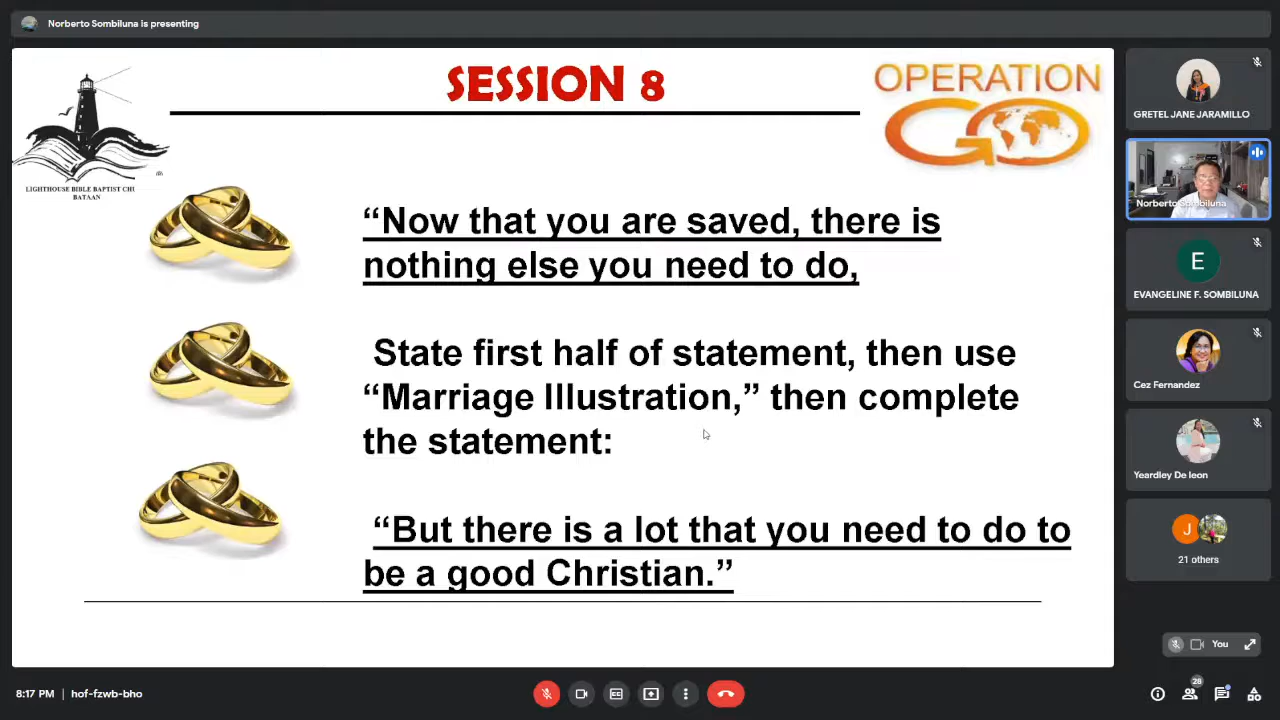 Norberto Sombiluna is presenting
SESSION 8
OPERATION
GO
LIGHTHOUSE BIBLE BAPTIST CHU
BATAAN
“Now that you are saved, there is
nothing else you need to do,
State first half of statement, then use
“Marriage Illustration,” then complete
the statement:
“But there is a lot that you need to do to
be a good Christian.”
GRETEL JANE JARAMILLO
Norberto Sombiluna
E
EVANGELINE F. SOMBILUNA
Cez Fernandez
Yeardley De leon
J
21 others
You
8:17 PM | hof-fzwb-bho
28